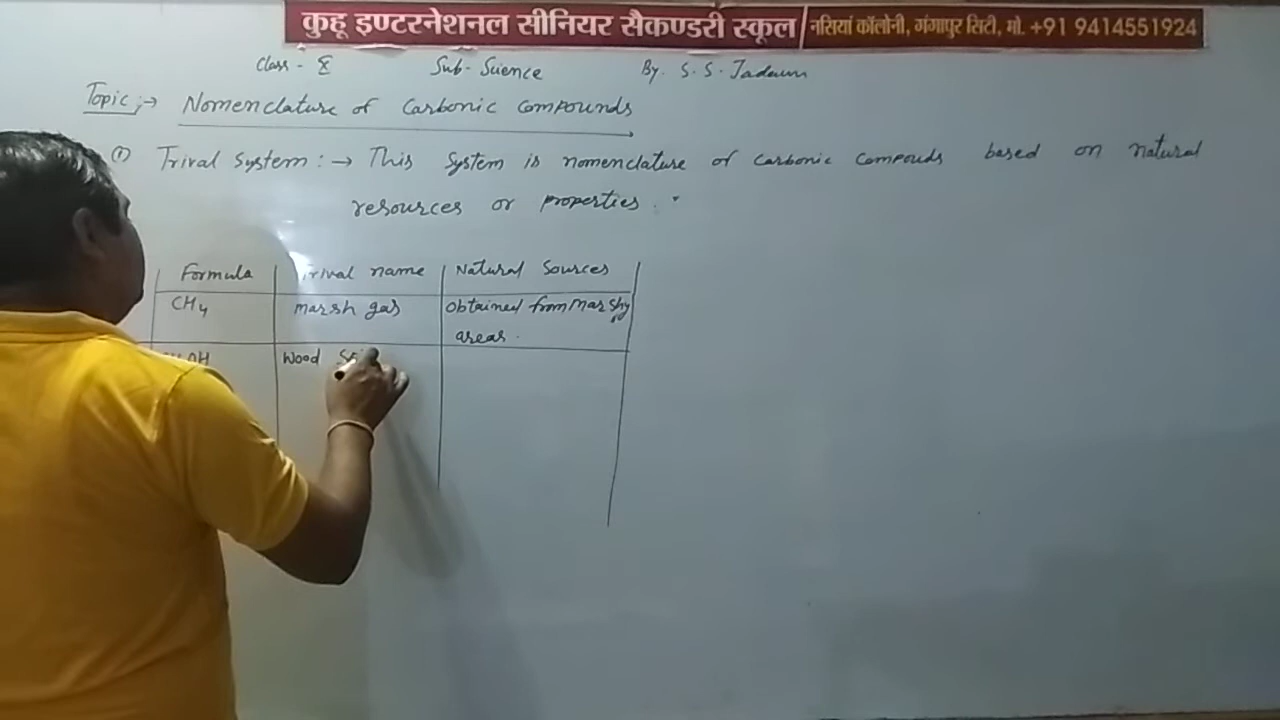 कुहू इण्टरनेशनल सीनियर सैकण्डरी स्कूल नसियां कॉलोनी, गंगापुर सिटी, मो. +91 9414551924
Class - X Sub - Science By. S. S. Jadaun
Topic :→ Nomenclature of Carbonic Compounds
① Trival System : → This System is nomenclature of Carbonic Compouds based on natural
resources or properties.
Formula Trival name Natural Sources
CH4 marsh gas obtained from Marshy
areas.
OH Wood